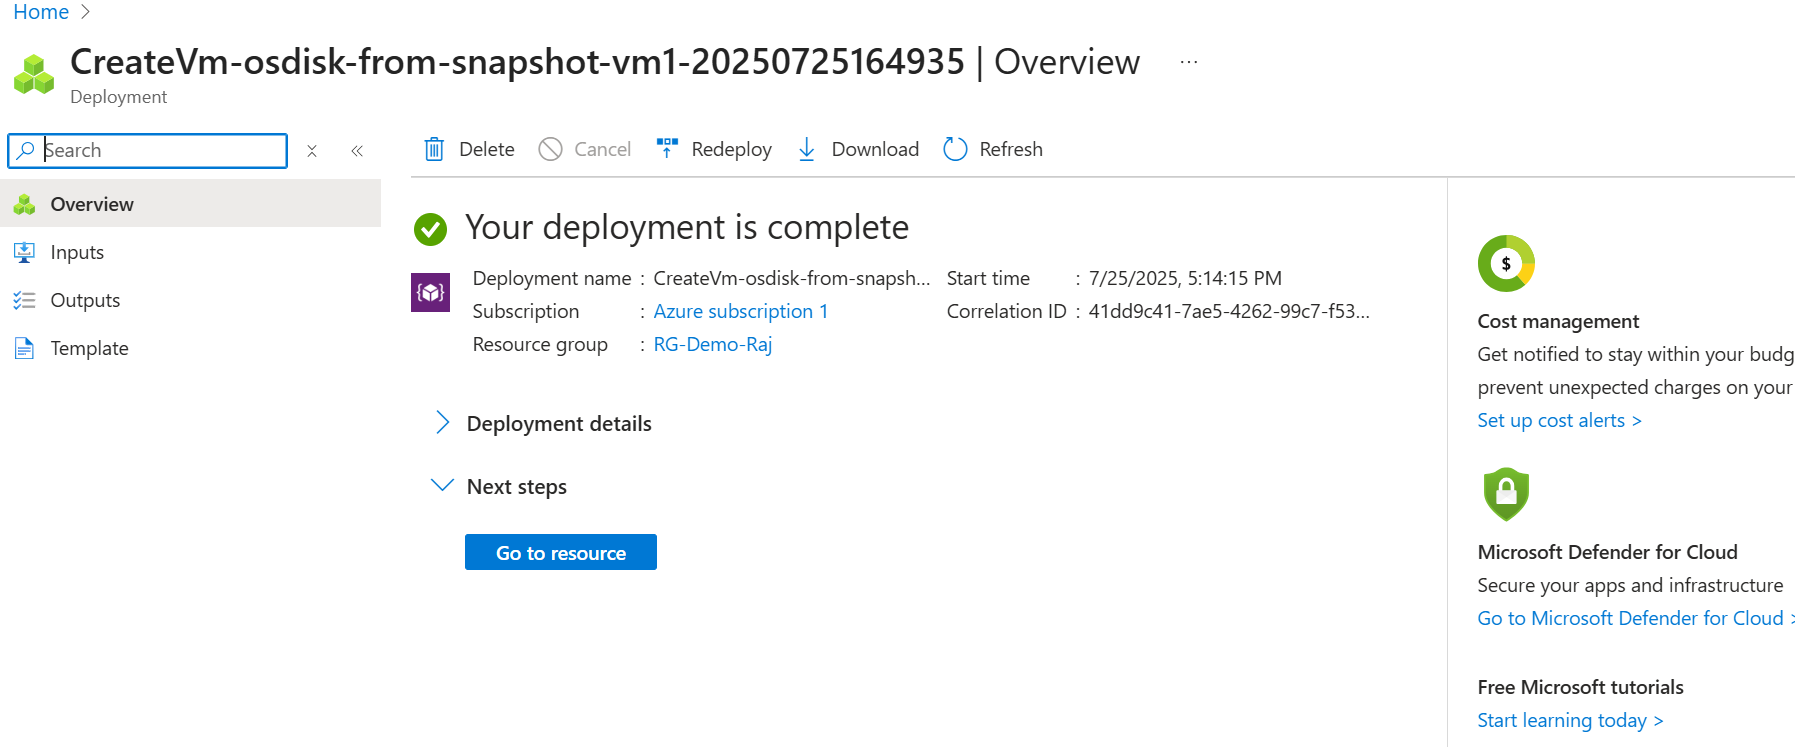 Home
CreateVm-osdisk-from-snapshot-vm1-20250725164935 | Overview ...
Deployment
Search
Delete Cancel Redeploy Download Refresh
Overview
Inputs
Outputs
Template
Your deployment is complete
Deployment name : CreateVm-osdisk-from-snapsh...
Subscription : Azure subscription 1
Resource group : RG-Demo-Raj
Start time : 7/25/2025, 5:14:15 PM
Correlation ID : 41dd9c41-7ae5-4262-99c7-f53...
Deployment details
Next steps
Go to resource
$
Cost management
Get notified to stay within your budg
prevent unexpected charges on your
Set up cost alerts >
Microsoft Defender for Cloud
Secure your apps and infrastructure
Go to Microsoft Defender for Cloud >
Free Microsoft tutorials
Start learning today >